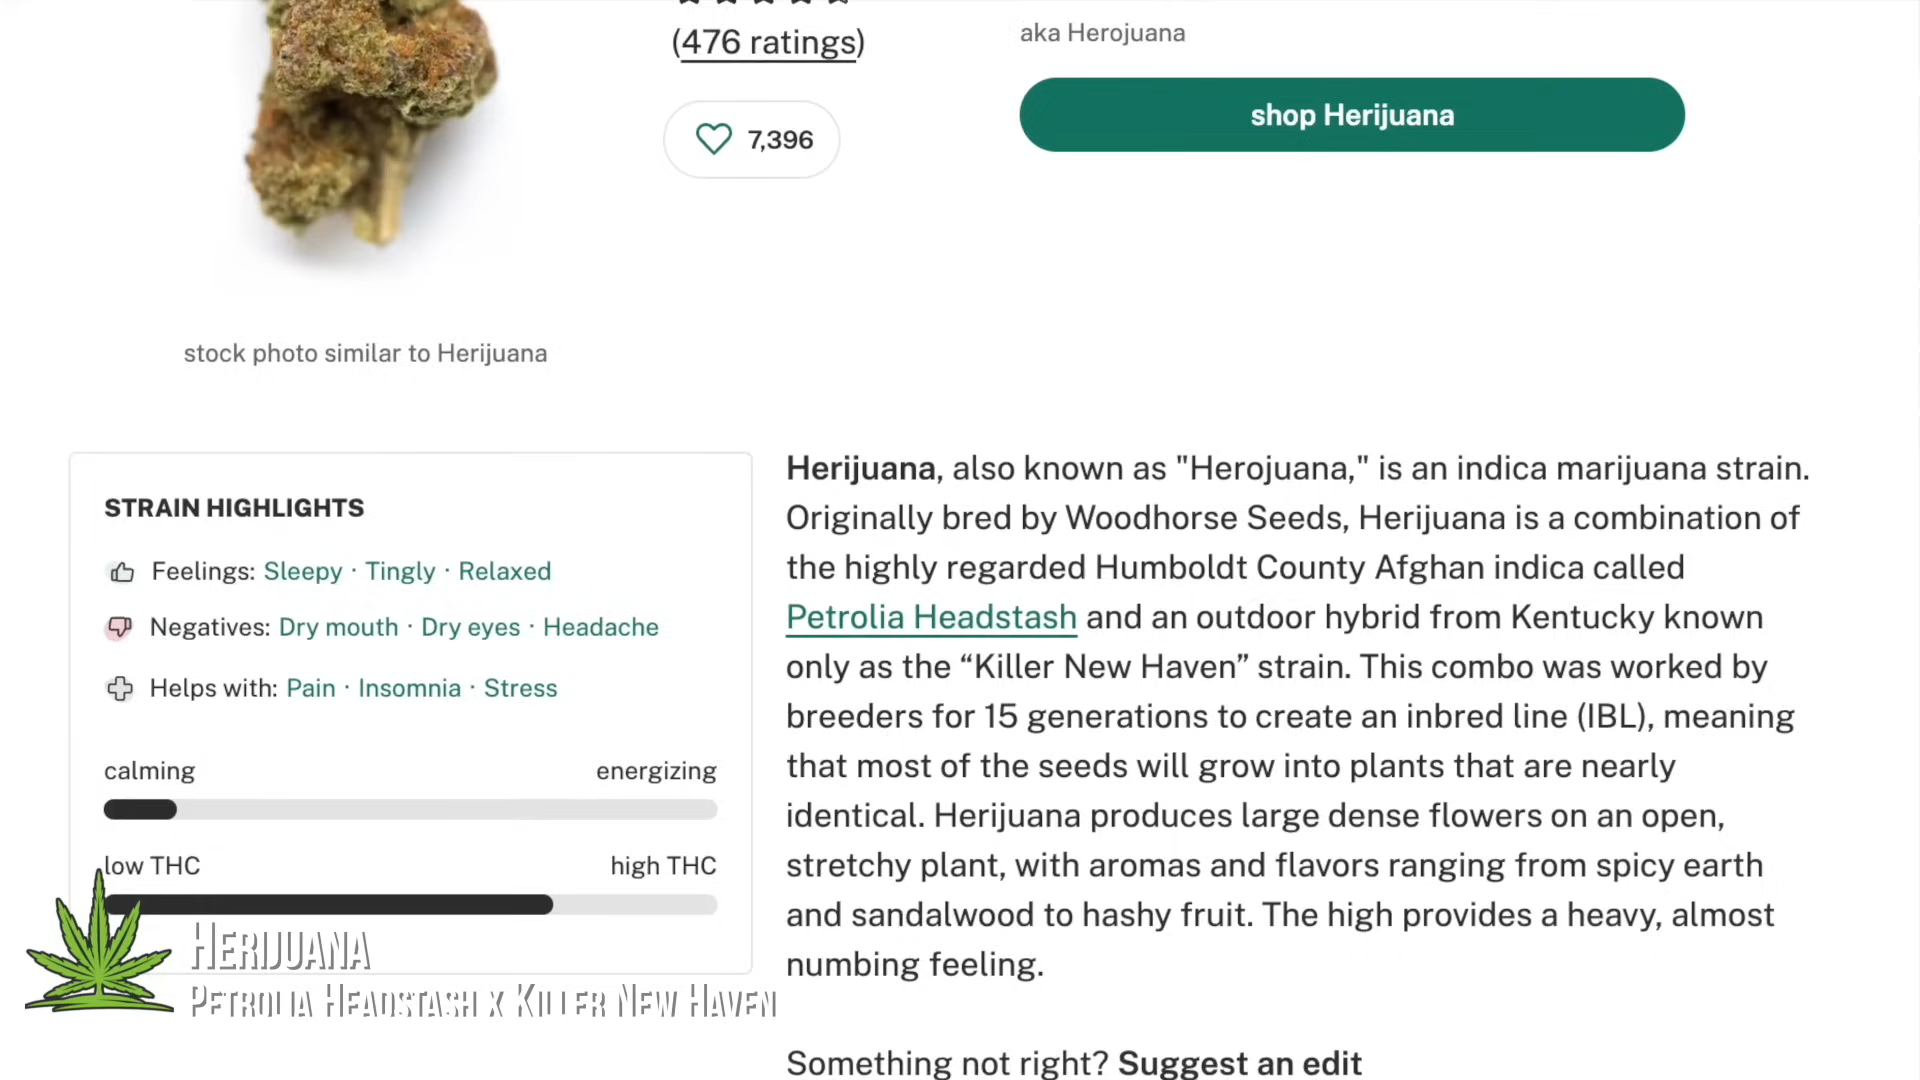 (476 ratings)
7,396
aka Herojuana
shop Herijuana
stock photo similar to Herijuana
STRAIN HIGHLIGHTS
Feelings: Sleepy · Tingly · Relaxed
Negatives: Dry mouth · Dry eyes · Headache
Helps with: Pain · Insomnia · Stress
calming energizing
low THC high THC
Herijuana, also known as "Herojuana," is an indica marijuana strain.
Originally bred by Woodhorse Seeds, Herijuana is a combination of
the highly regarded Humboldt County Afghan indica called
Petrolia Headstash and an outdoor hybrid from Kentucky known
only as the “Killer New Haven” strain. This combo was worked by
breeders for 15 generations to create an inbred line (IBL), meaning
that most of the seeds will grow into plants that are nearly
identical. Herijuana produces large dense flowers on an open,
stretchy plant, with aromas and flavors ranging from spicy earth
and sandalwood to hashy fruit. The high provides a heavy, almost
numbing feeling.
Something not right? Suggest an edit
HERIJUANA
PETROLIA HEADSTASH X KILLER NEW HAVEN